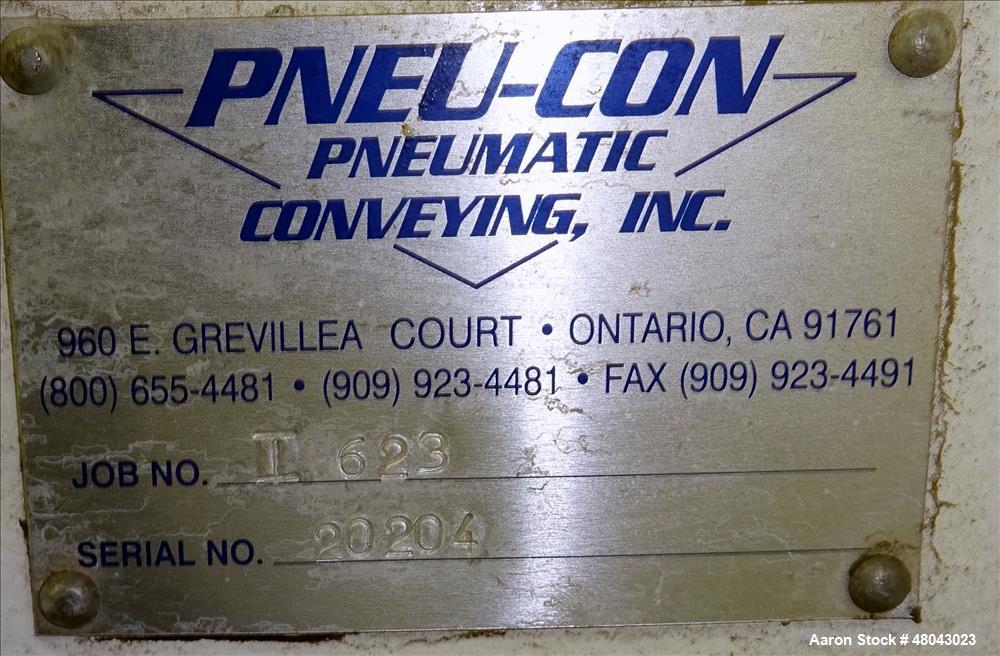 PNEU-CON
PNEUMATIC
CONVEYING, INC.
960 E. GREVILLEA COURT • ONTARIO, CA 91761
(800) 655-4481 • (909) 923-4481 • FAX (909) 923-4491
JOB NO. I 623
SERIAL NO. 20204
Aaron Stock # 48043023